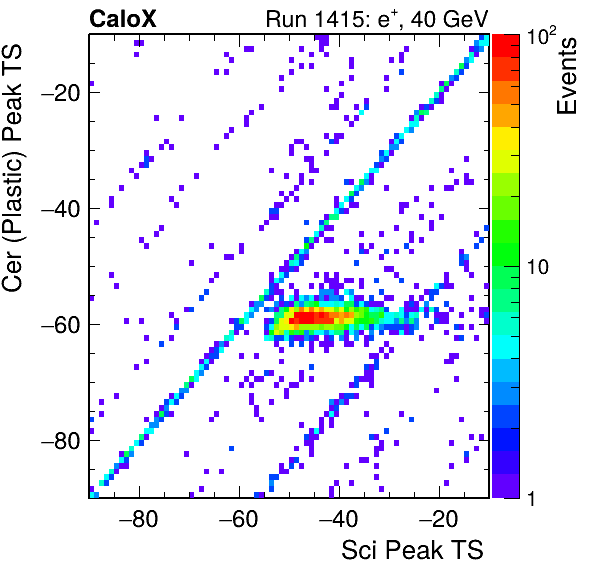 CaloX Run 1415: e⁺, 40 GeV
Cer (Plastic) Peak TS
−20
−40
−60
−80
−80 −60 −40 −20
Sci Peak TS
10²
10
1
Events